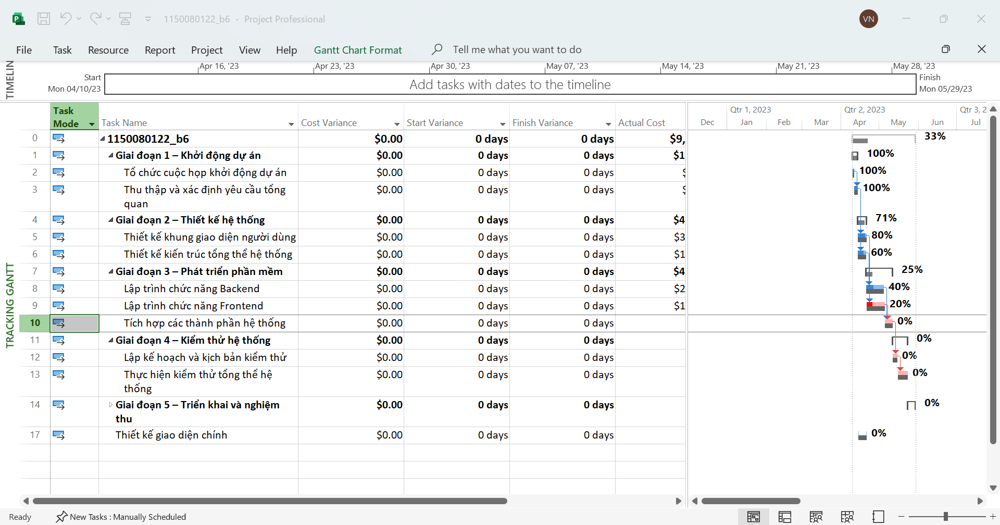 1150080122_b6 - Project Professional
VN
File Task Resource Report Project View Help Gantt Chart Format Tell me what you want to do
TIMELIN
Apr 16, '23 Apr 23, '23 Apr 30, '23 May 07, '23 May 14, '23 May 21, '23 May 28, '23
Start
Mon 04/10/23
Add tasks with dates to the timeline
Finish
Mon 05/29/23
TRACKING GANTT
Task Mode Task Name Cost Variance Start Variance Finish Variance Actual Cost
Qtr 1, 2023 Qtr 2, 2023 Qtr 3, 2
Dec Jan Feb Mar Apr May Jun Jul
0 1150080122_b6 $0.00 0 days 0 days $9, 33%
1 Giai đoạn 1 – Khởi động dự án $0.00 0 days 0 days $1 100%
2 Tổ chức cuộc họp khởi động dự án $0.00 0 days 0 days $ 100%
3 Thu thập và xác định yêu cầu tổng $0.00 0 days 0 days $ 100%
quan
4 Giai đoạn 2 – Thiết kế hệ thống $0.00 0 days 0 days $4 71%
5 Thiết kế khung giao diện người dùng $0.00 0 days 0 days $3 80%
6 Thiết kế kiến trúc tổng thể hệ thống $0.00 0 days 0 days $1 60%
7 Giai đoạn 3 – Phát triển phần mềm $0.00 0 days 0 days $4 25%
8 Lập trình chức năng Backend $0.00 0 days 0 days $2 40%
9 Lập trình chức năng Frontend $0.00 0 days 0 days $1 20%
10 Tích hợp các thành phần hệ thống $0.00 0 days 0 days 0%
11 Giai đoạn 4 – Kiểm thử hệ thống $0.00 0 days 0 days 0%
12 Lập kế hoạch và kịch bản kiểm thử $0.00 0 days 0 days 0%
13 Thực hiện kiểm thử tổng thể hệ $0.00 0 days 0 days 0%
thống
14 Giai đoạn 5 – Triển khai và nghiệm $0.00 0 days 0 days 0%
thu
17 Thiết kế giao diện chính $0.00 0 days 0 days 0%
Ready New Tasks : Manually Scheduled